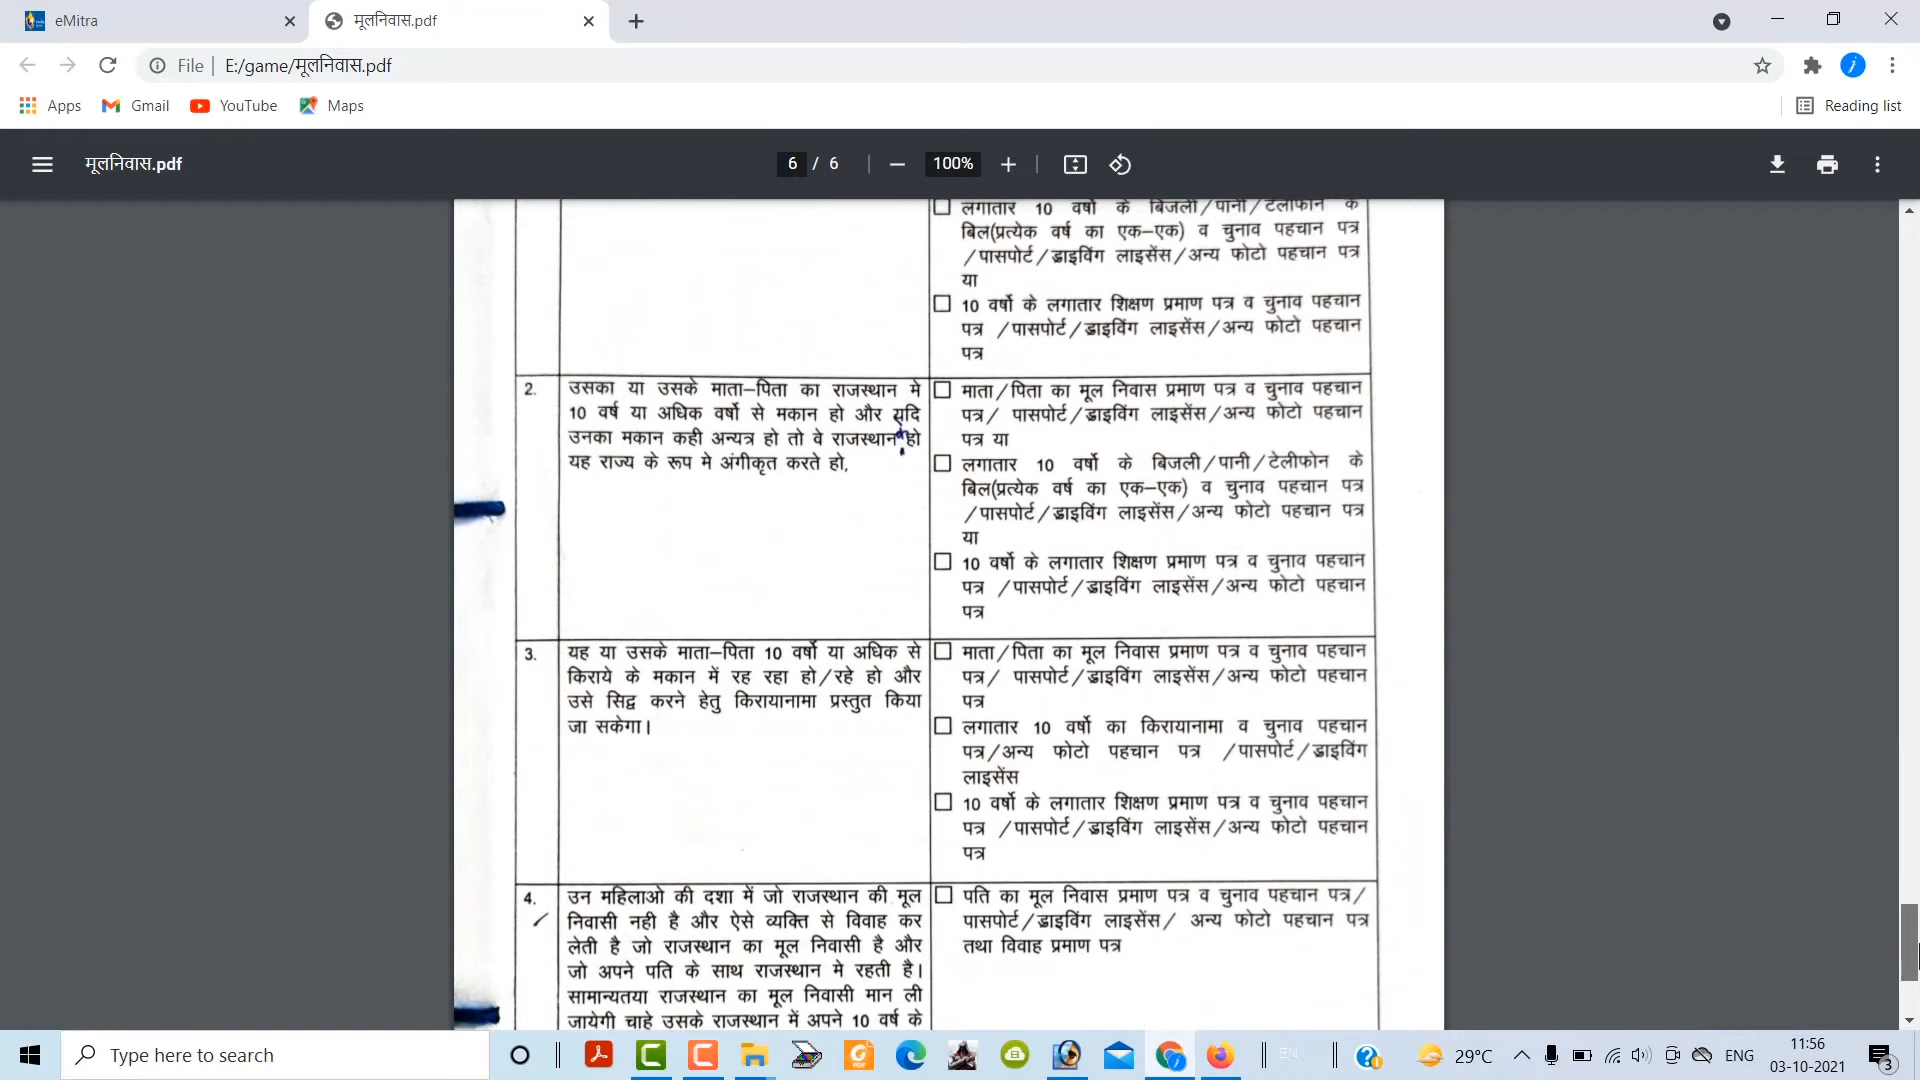 eMitra
मूलनिवास.pdf
File
E:/game/मूलनिवास.pdf
Apps
Gmail
YouTube
Maps
Reading list
मूलनिवास.pdf
6 / 6
100%
लगातार 10 वर्षो के बिजली/पानी/टेलीफोन के
बिल(प्रत्येक वर्ष का एक–एक) व चुनाव पहचान पत्र
/पासपोर्ट/ड्राइविंग लाइसेंस/अन्य फोटो पहचान पत्र
या
10 वर्षो के लगातार शिक्षण प्रमाण पत्र व चुनाव पहचान
पत्र /पासपोर्ट/ड्राइविंग लाइसेंस/अन्य फोटो पहचान
पत्र
2.
उसका या उसके माता–पिता का राजस्थान मे
10 वर्ष या अधिक वर्षो से मकान हो और यदि
उनका मकान कही अन्यत्र हो तो वे राजस्थान हो
यह राज्य के रूप मे अंगीकृत करते हो,
माता/पिता का मूल निवास प्रमाण पत्र व चुनाव पहचान
पत्र/ पासपोर्ट/ड्राइविंग लाइसेंस/अन्य फोटो पहचान
पत्र या
लगातार 10 वर्षो के बिजली/पानी/टेलीफोन के
बिल(प्रत्येक वर्ष का एक–एक) व चुनाव पहचान पत्र
/पासपोर्ट/ड्राइविंग लाइसेंस/अन्य फोटो पहचान पत्र
या
10 वर्षो के लगातार शिक्षण प्रमाण पत्र व चुनाव पहचान
पत्र /पासपोर्ट/ड्राइविंग लाइसेंस/अन्य फोटो पहचान
पत्र
3.
यह या उसके माता–पिता 10 वर्षो या अधिक से
किराये के मकान में रह रहा हो/रहे हो और
उसे सिद्व करने हेतु किरायानामा प्रस्तुत किया
जा सकेगा।
माता/पिता का मूल निवास प्रमाण पत्र व चुनाव पहचान
पत्र/ पासपोर्ट/ड्राइविंग लाइसेंस/अन्य फोटो पहचान
पत्र
लगातार 10 वर्षो का किरायानामा व चुनाव पहचान
पत्र/अन्य फोटो पहचान पत्र /पासपोर्ट/ड्राइविंग
लाइसेंस
10 वर्षो के लगातार शिक्षण प्रमाण पत्र व चुनाव पहचान
पत्र /पासपोर्ट/ड्राइविंग लाइसेंस/अन्य फोटो पहचान
पत्र
4.
उन महिलाओ की दशा में जो राजस्थान की मूल
निवासी नही है और ऐसे व्यक्ति से विवाह कर
लेती है जो राजस्थान का मूल निवासी है और
जो अपने पति के साथ राजस्थान मे रहती है।
सामान्यतया राजस्थान का मूल निवासी मान ली
जायेगी चाहे उसके राजस्थान में अपने 10 वर्ष के
पति का मूल निवास प्रमाण पत्र व चुनाव पहचान पत्र/
पासपोर्ट/ड्राइविंग लाइसेंस/ अन्य फोटो पहचान पत्र
तथा विवाह प्रमाण पत्र
Type here to search
EN
29°C
ENG
11:56
03-10-2021
3